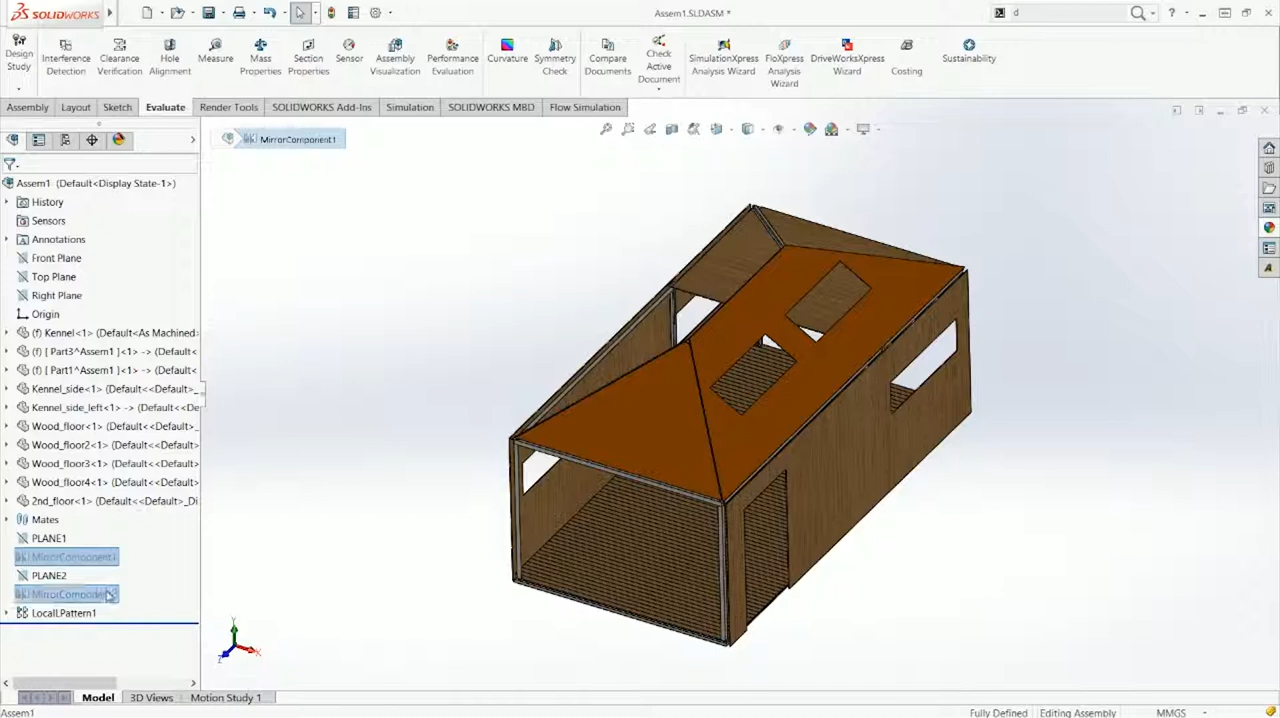 SOLIDWORKS
Assem1.SLDASM *
d
Design Study
Interference Detection
Clearance Verification
Hole Alignment
Measure
Mass Properties
Section Properties
Sensor
Assembly Visualization
Performance Evaluation
Curvature
Symmetry Check
Compare Documents
Check Active Document
SimulationXpress Analysis Wizard
FloXpress Analysis Wizard
DriveWorksXpress Wizard
Costing
Sustainability
Assembly Layout Sketch Evaluate Render Tools SOLIDWORKS Add-Ins Simulation SOLIDWORKS MBD Flow Simulation
MirrorComponent1
Assem1 (Default<Display State-1>)
History
Sensors
Annotations
Front Plane
Top Plane
Right Plane
Origin
(f) Kennel<1> (Default<As Machined
(f) [ Part3^Assem1 ]<1> -> (Default<
(f) [ Part1^Assem1 ]<1> -> (Default<
Kennel_side<1> (Default<<Default>_
Kennel_side_left<1> -> (Default<<De
Wood_floor<1> (Default<<Default>_
Wood_floor2<1> (Default<<Default>
Wood_floor3<1> (Default<<Default>
Wood_floor4<1> (Default<<Default>
2nd_floor<1> (Default<<Default>_Di
Mates
PLANE1
MirrorComponent1
PLANE2
LocalLPattern1
Y
X
Z
Model 3D Views Motion Study 1
Assem1
Fully Defined Editing Assembly MMGS